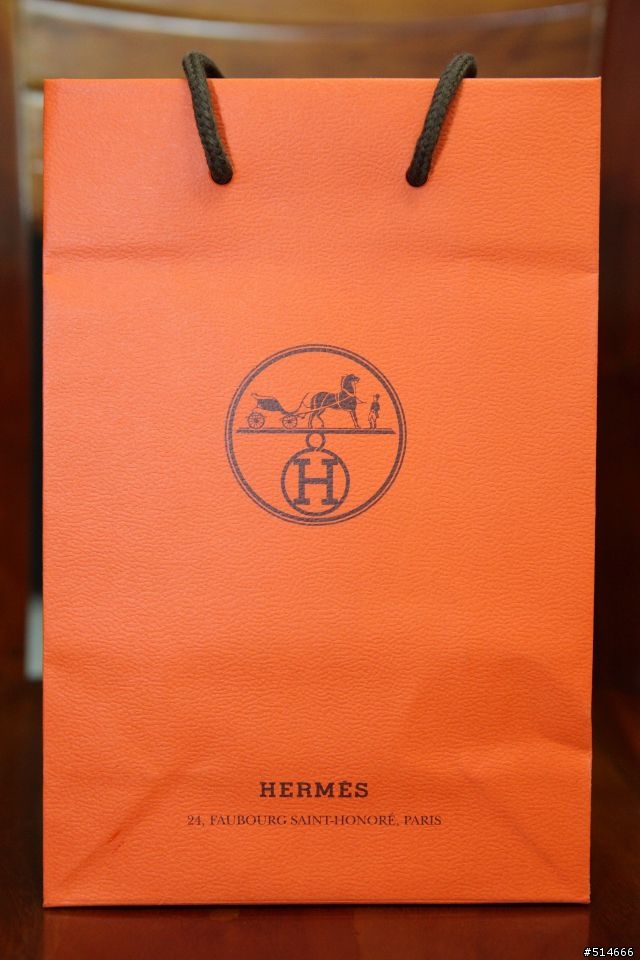 H
HERMÈS
24, FAUBOURG SAINT-HONORÉ, PARIS
#514666